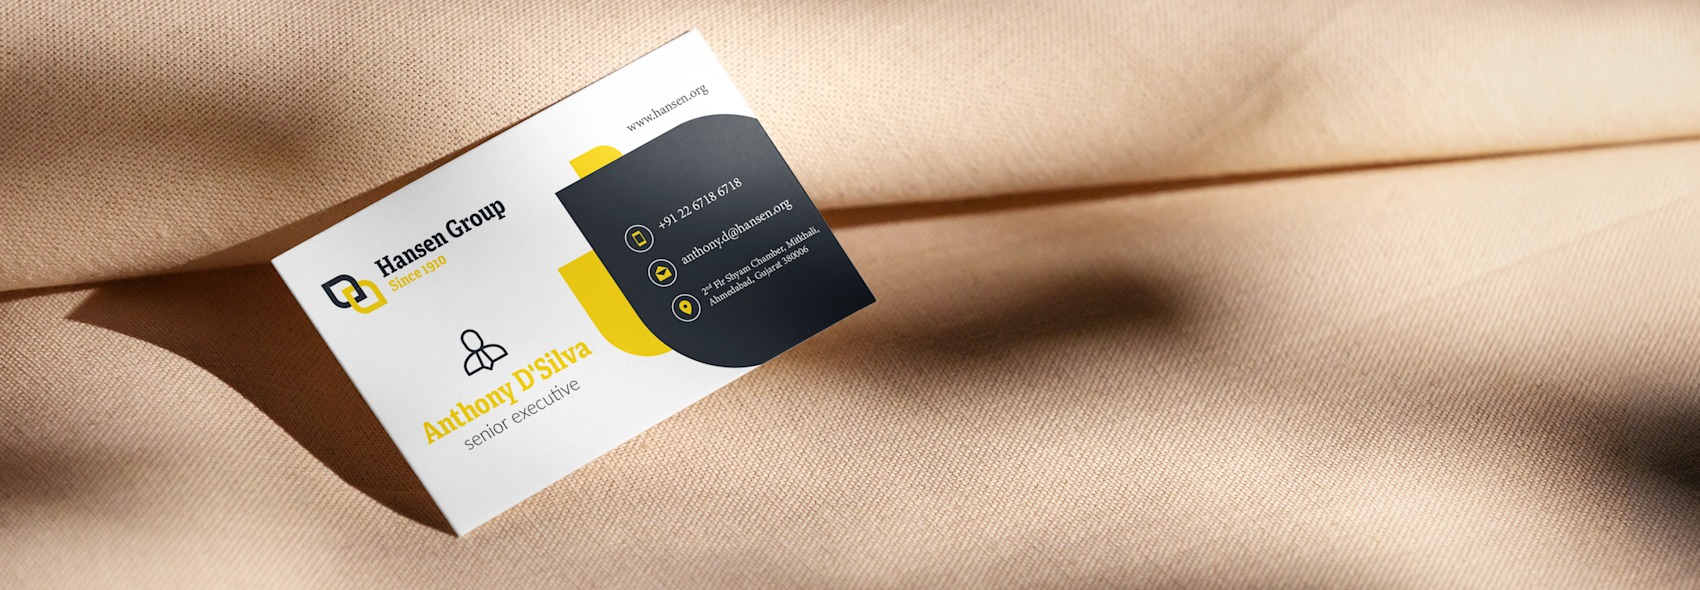 www.hansen.org
Hansen Group
Since 1910
+91 22 6718 6718
anthony.d@hansen.org
2nd Flr Shyam Chamber, Mitkhali,
Ahmedabad, Gujarat 380006
Anthony D'Silva
senior executive